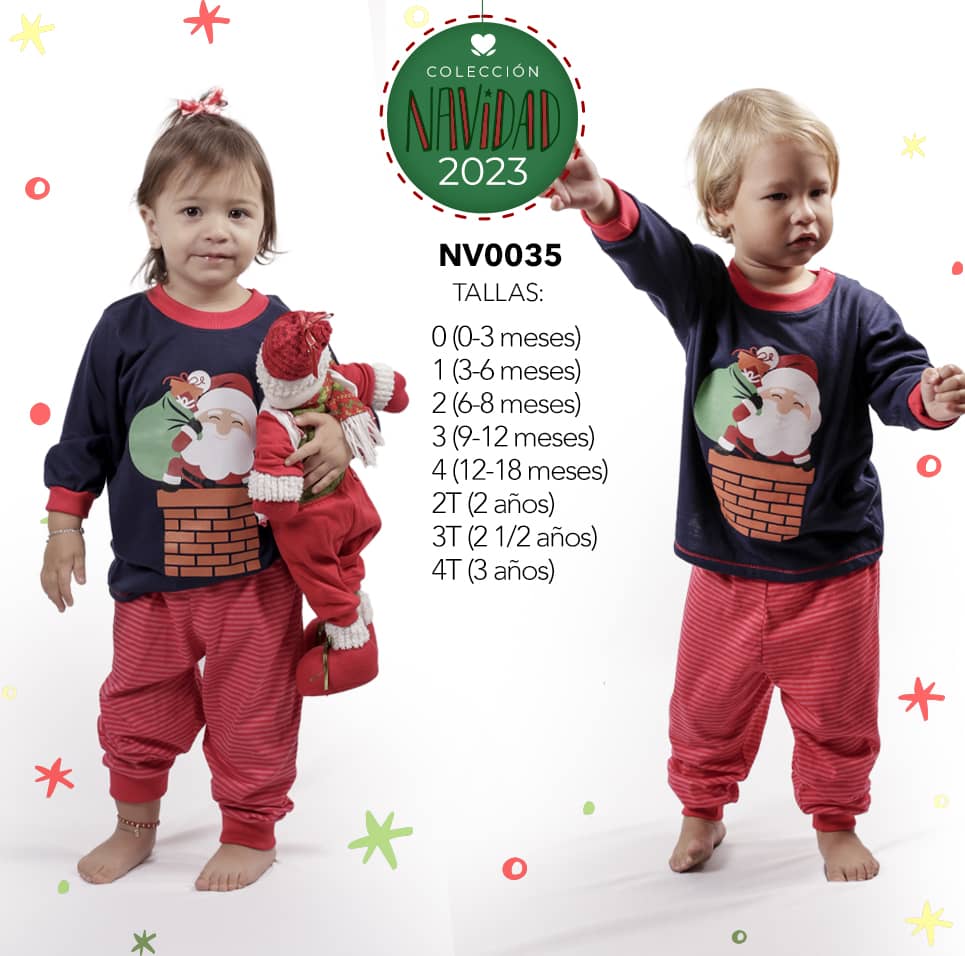 COLECCIÓN
NAViDAD
2023
NV0035
TALLAS:
0 (0-3 meses)
1 (3-6 meses)
2 (6-8 meses)
3 (9-12 meses)
4 (12-18 meses)
2T (2 años)
3T (2 1/2 años)
4T (3 años)